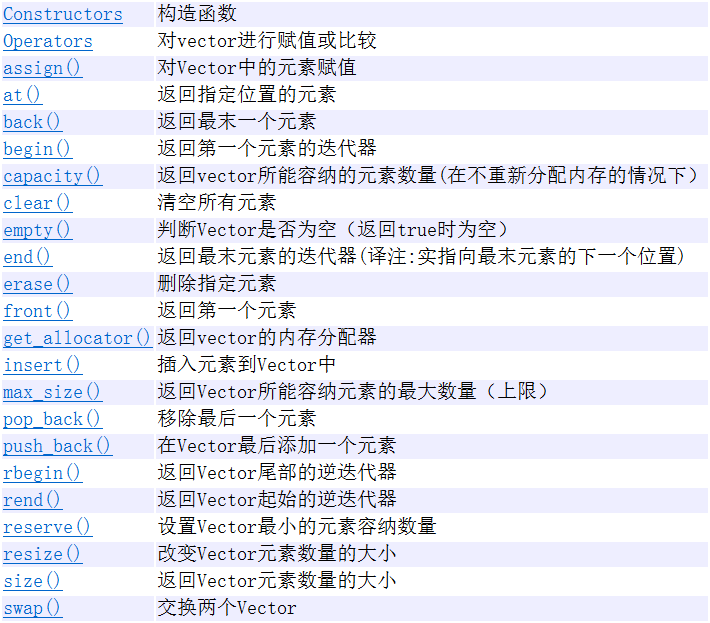 Constructors 构造函数
Operators 对vector进行赋值或比较
assign() 对Vector中的元素赋值
at() 返回指定位置的元素
back() 返回最末一个元素
begin() 返回第一个元素的迭代器
capacity() 返回vector所能容纳的元素数量(在不重新分配内存的情况下）
clear() 清空所有元素
empty() 判断Vector是否为空（返回true时为空）
end() 返回最末元素的迭代器(译注:实指向最末元素的下一个位置)
erase() 删除指定元素
front() 返回第一个元素
get_allocator() 返回vector的内存分配器
insert() 插入元素到Vector中
max_size() 返回Vector所能容纳元素的最大数量（上限）
pop_back() 移除最后一个元素
push_back() 在Vector最后添加一个元素
rbegin() 返回Vector尾部的逆迭代器
rend() 返回Vector起始的逆迭代器
reserve() 设置Vector最小的元素容纳数量
resize() 改变Vector元素数量的大小
size() 返回Vector元素数量的大小
swap() 交换两个Vector